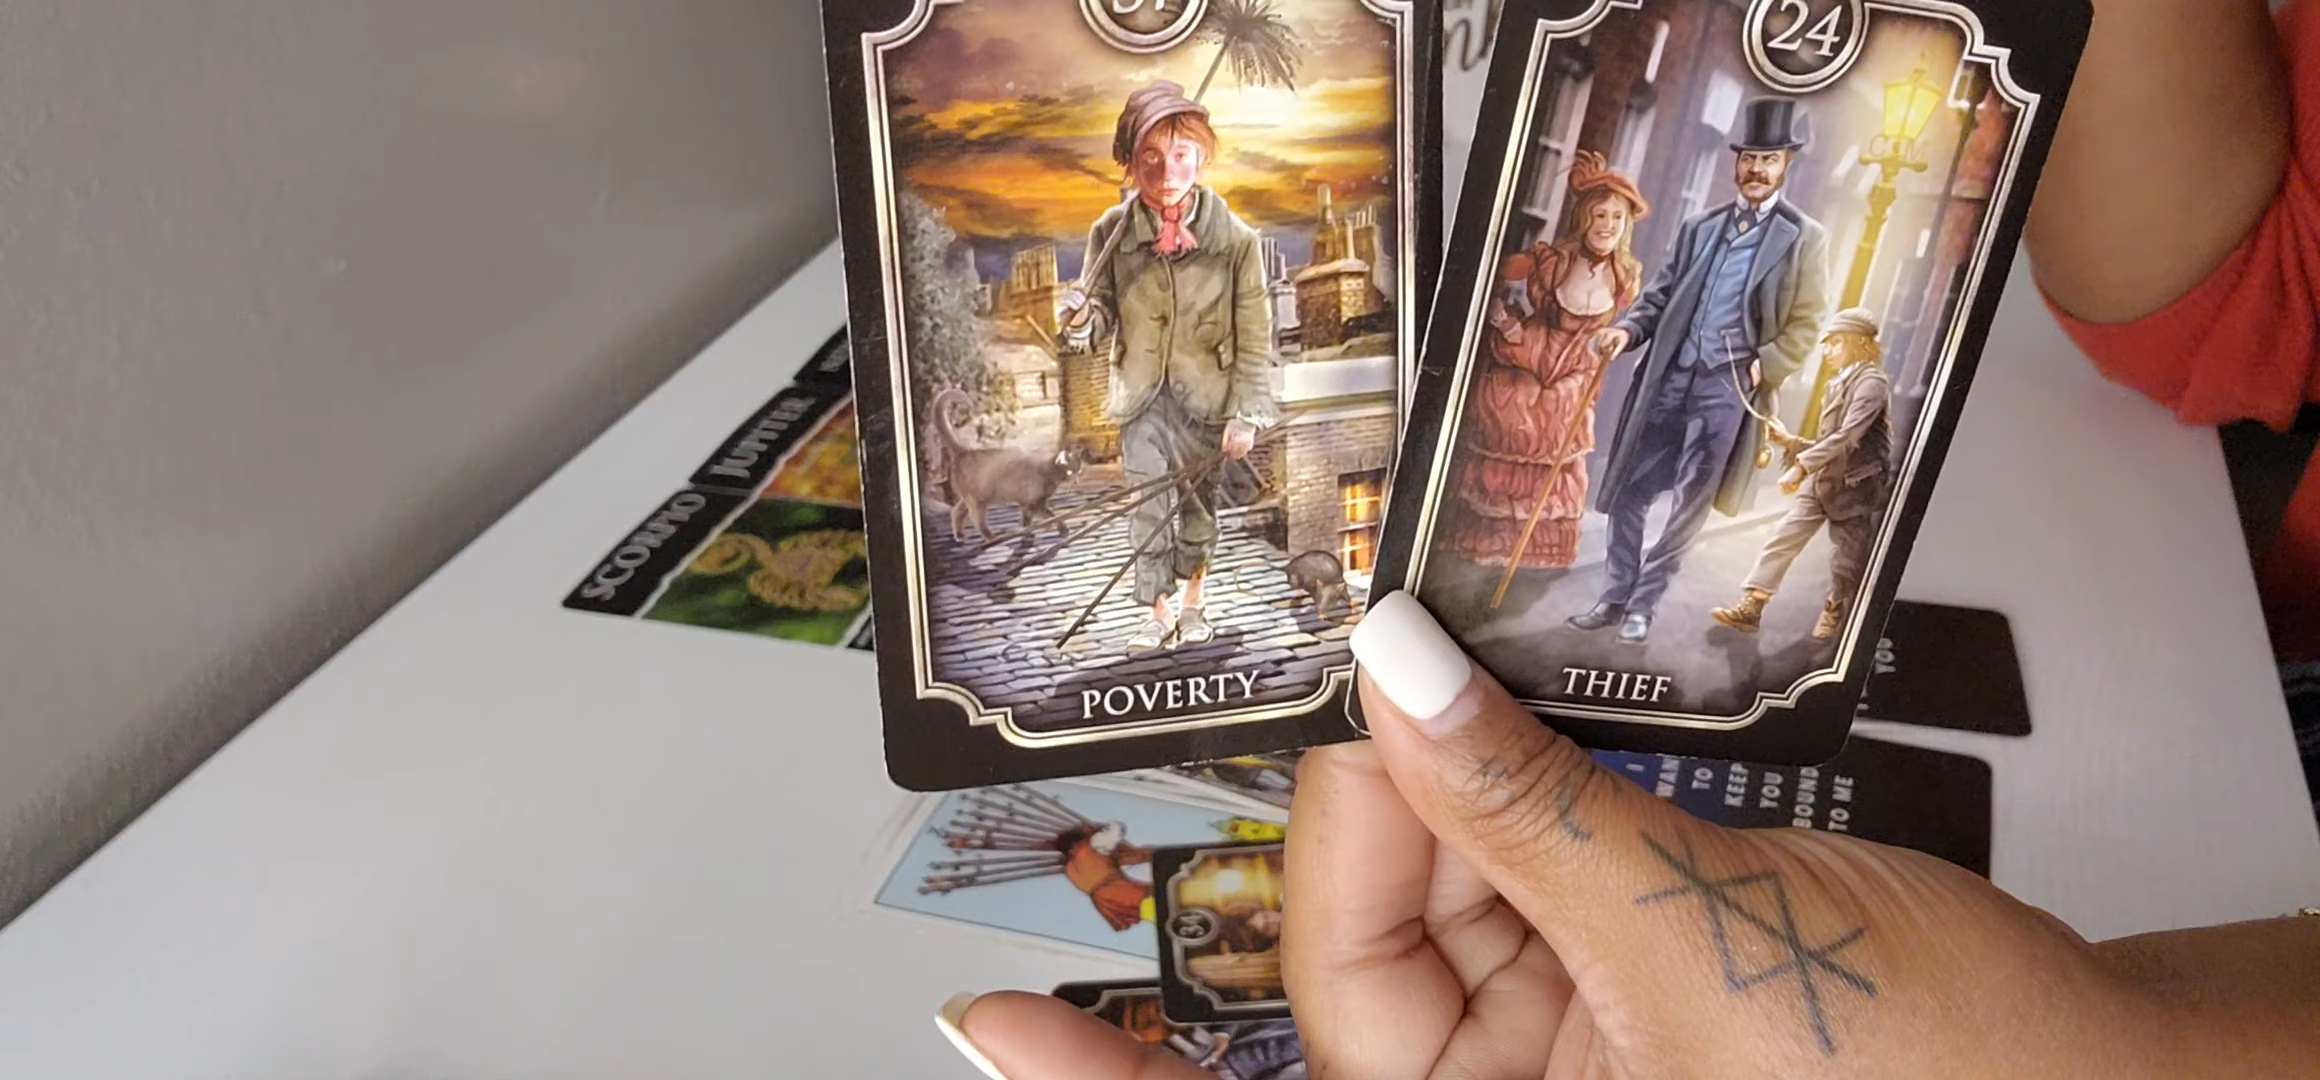 24
POVERTY
THIEF
SCORPIO
JUPITER
YOU
I
WANT
TO
KEEP
YOU
BOUND
TO ME
34